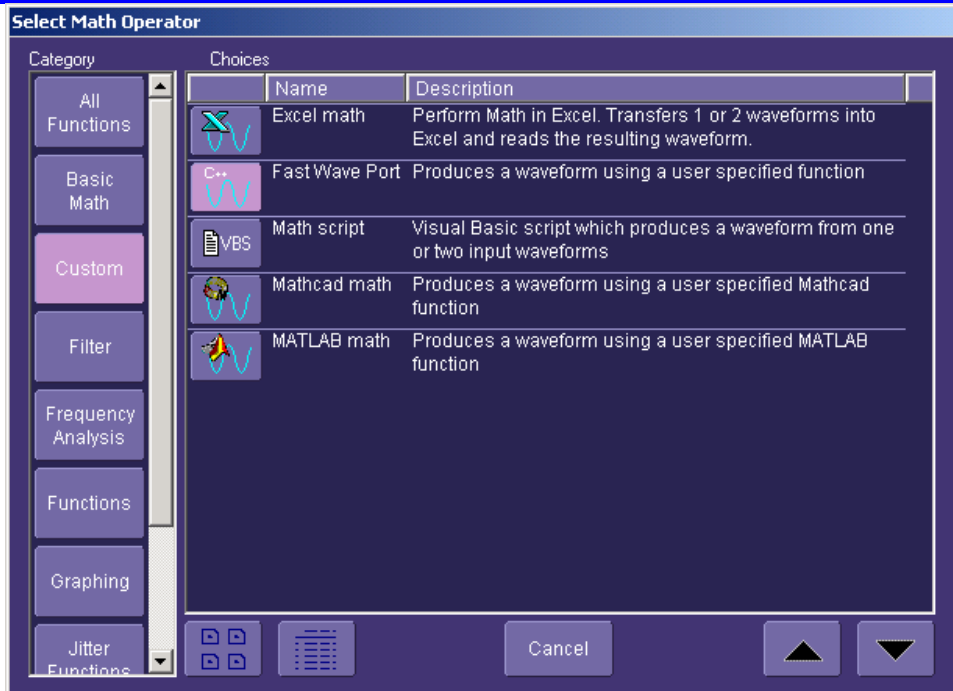 Select Math Operator
Category
Choices
All
Functions
Basic
Math
Custom
Filter
Frequency
Analysis
Functions
Graphing
Jitter
Functions
Name Description
Excel math Perform Math in Excel. Transfers 1 or 2 waveforms into
Excel and reads the resulting waveform.
C++ Fast Wave Port Produces a waveform using a user specified function
VBS Math script Visual Basic script which produces a waveform from one
or two input waveforms
Mathcad math Produces a waveform using a user specified Mathcad
function
MATLAB math Produces a waveform using a user specified MATLAB
function
Cancel